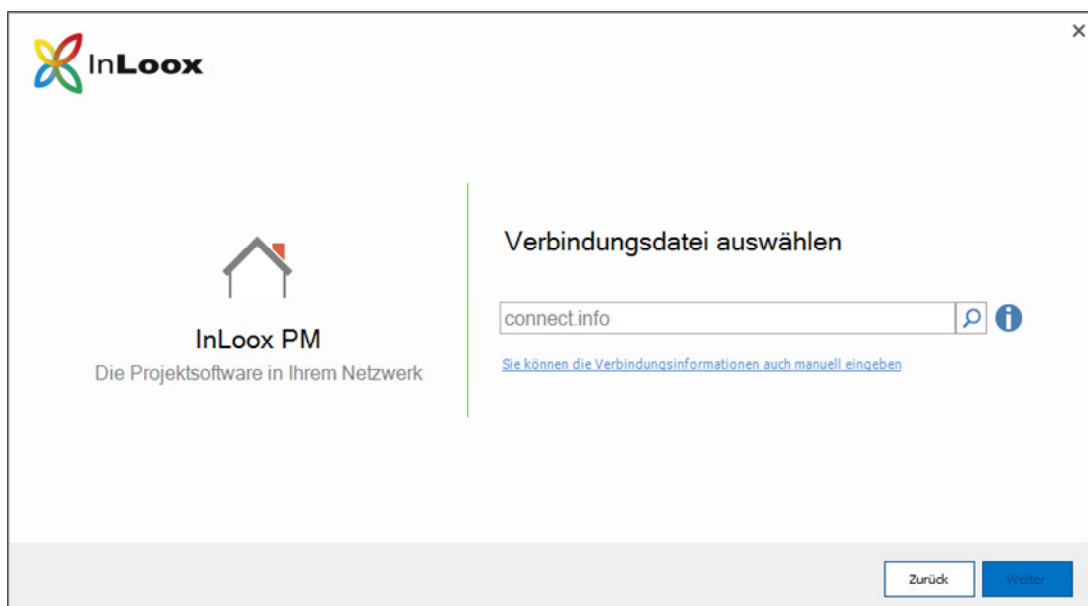 InLoox
Verbindungsdatei auswählen
connect.info
InLoox PM
Die Projektsoftware in Ihrem Netzwerk
Sie können die Verbindungsinformationen auch manuell eingeben
Zurück
Weiter